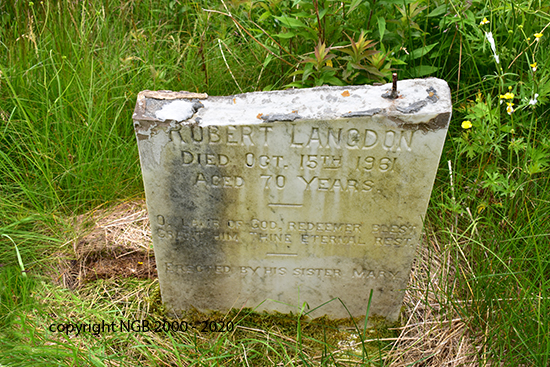 ROBERT LANGDON
DIED OCT. 15TH 1961
AGED 70 YEARS.
O LAMB OF GOD, REDEEMER BLEST
GRANT HIM THINE ETERNAL REST.
ERECTED BY HIS SISTER MARY.
copyright NGB 2000 - 2020